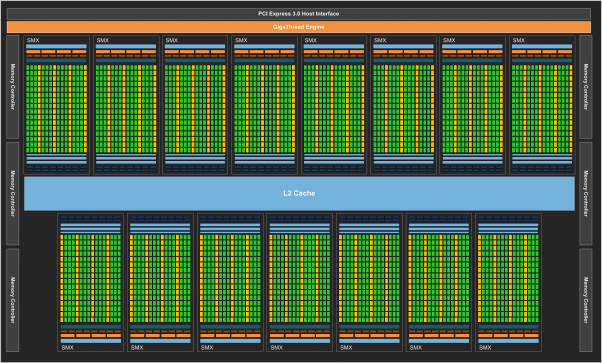 PCI Express 3.0 Host Interface
GigaThread Engine
SMX
SMX
SMX
SMX
SMX
SMX
SMX
SMX
Memory Controller
Memory Controller
Memory Controller
Memory Controller
Memory Controller
Memory Controller
L2 Cache
SMX
SMX
SMX
SMX
SMX
SMX
SMX